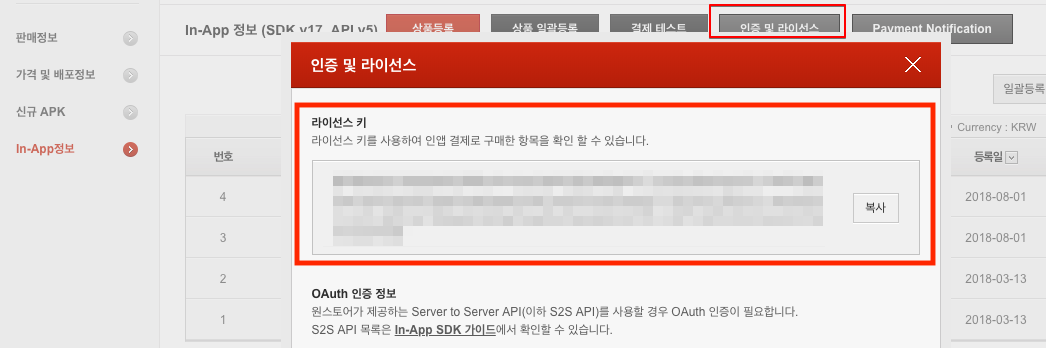 판매정보
가격 및 배포정보
신규 APK
In-App정보
In-App 정보 (SDK v17, API v5)
상품등록
상품 일괄등록
결제 테스트
인증 및 라이선스
Payment Notification
인증 및 라이선스
일괄등록
Currency : KRW
번호
등록일
4
2018-08-01
3
2018-08-01
2
2018-03-13
1
2018-03-13
라이선스 키
라이선스 키를 사용하여 인앱 결제로 구매한 항목을 확인 할 수 있습니다.
복사
OAuth 인증 정보
원스토어가 제공하는 Server to Server API(이하 S2S API)를 사용할 경우 OAuth 인증이 필요합니다.
S2S API 목록은 In-App SDK 가이드에서 확인할 수 있습니다.